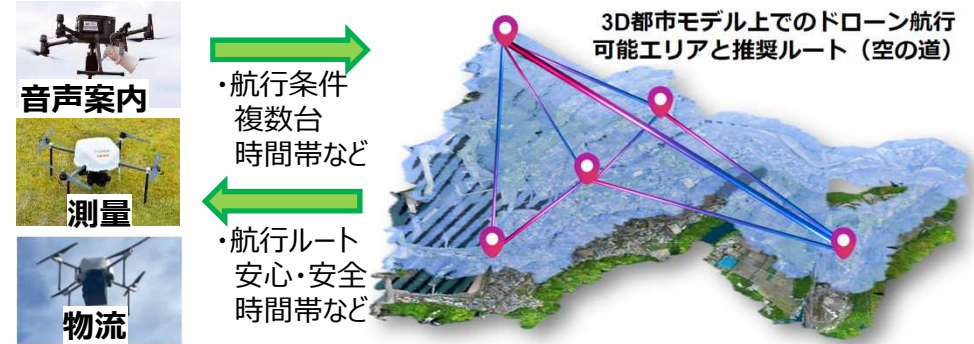 音声案内
測量
物流
・航行条件
複数台
時間帯など
・航行ルート
安心・安全
時間帯など
3D都市モデル上でのドローン航行
可能エリアと推奨ルート（空の道）